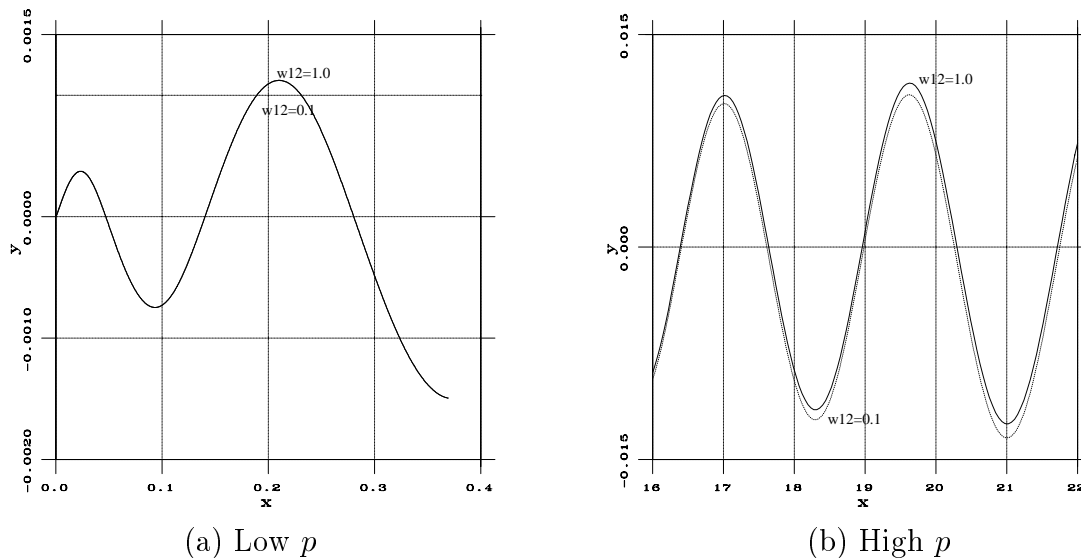 0.0015
0.0000
-0.0010
-0.0020
y
w12=1.0
w12=0.1
0.0 0.1 0.2 0.3 0.4
x
(a) Low p
0.015
0.000
-0.015
y
w12=1.0
w12=0.1
16 17 18 19 20 21 22
x
(b) High p